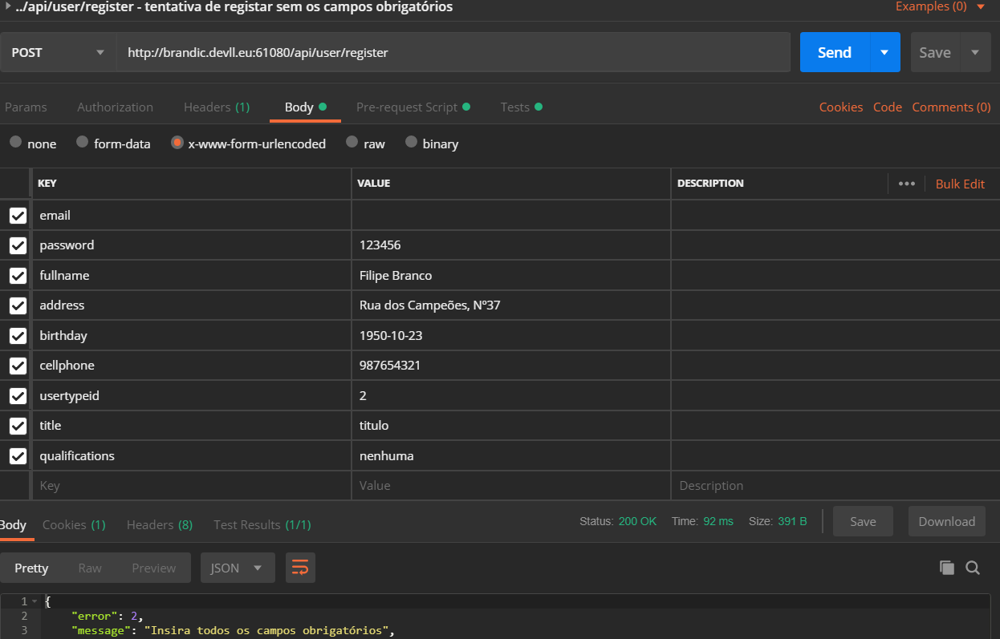 ../api/user/register - tentativa de registar sem os campos obrigatórios Examples (0)
POST http://brandic.devll.eu:61080/api/user/register Send Save
Params Authorization Headers (1) Body Pre-request Script Tests Cookies Code Comments (0)
none form-data x-www-form-urlencoded raw binary
KEY VALUE DESCRIPTION ••• Bulk Edit
email
password 123456
fullname Filipe Branco
address Rua dos Campeões, Nº37
birthday 1950-10-23
cellphone 987654321
usertypeid 2
title titulo
qualifications nenhuma
Key Value Description
Body Cookies (1) Headers (8) Test Results (1/1) Status: 200 OK Time: 92 ms Size: 391 B Save Download
Pretty Raw Preview JSON
1 {
2 "error": 2,
3 "message": "Insira todos os campos obrigatórios",